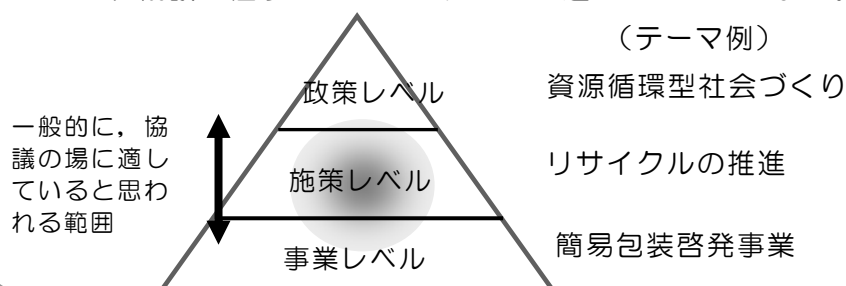 （テーマ例）
政策レベル
資源循環型社会づくり
一般的に，協
議の場に適し
ていると思わ
れる範囲
施策レベル
リサイクルの推進
事業レベル
簡易包装啓発事業